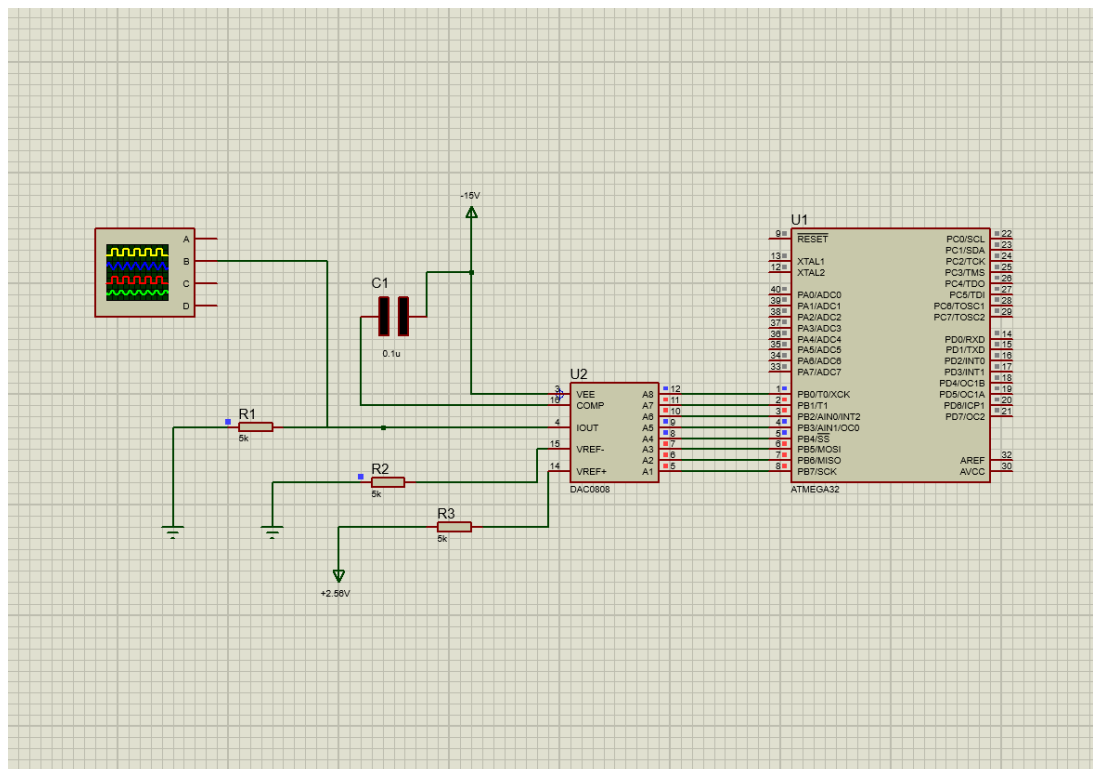 -15V
A
B
C
D
C1
0.1u
R1
5k
R2
5k
R3
5k
+2.56V
U2
3 VEE A8 12
16 COMP A7 11
A6 10
4 IOUT A5 9
A4 8
15 VREF- A3 7
A2 6
14 VREF+ A1 5
DAC0808
U1
9 RESET PC0/SCL 22
PC1/SDA 23
13 XTAL1 PC2/TCK 24
12 XTAL2 PC3/TMS 25
PC4/TDO 26
40 PA0/ADC0 PC5/TDI 27
39 PA1/ADC1 PC6/TOSC1 28
38 PA2/ADC2 PC7/TOSC2 29
37 PA3/ADC3
36 PA4/ADC4 PD0/RXD 14
35 PA5/ADC5 PD1/TXD 15
34 PA6/ADC6 PD2/INT0 16
33 PA7/ADC7 PD3/INT1 17
PD4/OC1B 18
1 PB0/T0/XCK PD5/OC1A 19
2 PB1/T1 PD6/ICP1 20
3 PB2/AIN0/INT2 PD7/OC2 21
4 PB3/AIN1/OC0
5 PB4/SS
6 PB5/MOSI
7 PB6/MISO AREF 32
8 PB7/SCK AVCC 30
ATMEGA32